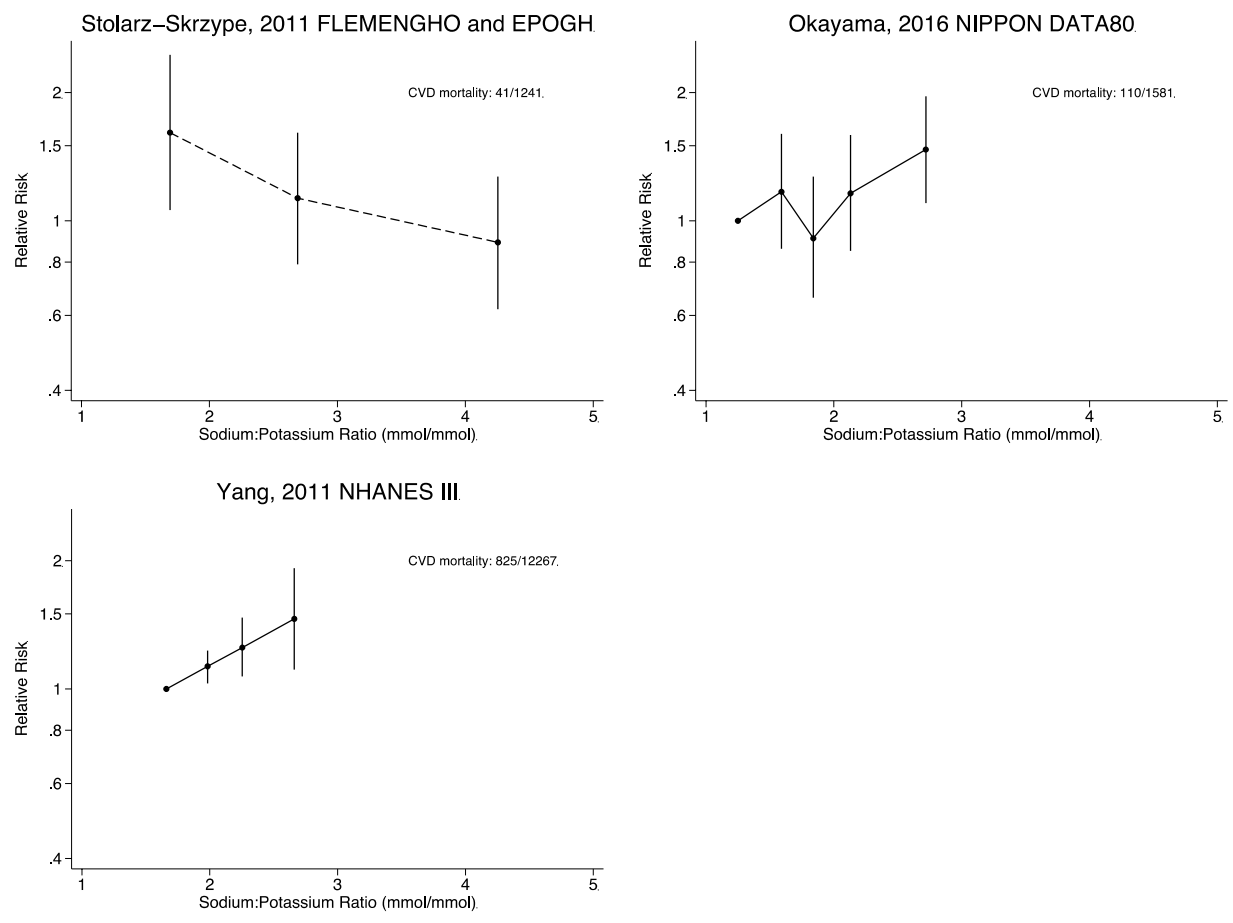 Stolarz–Skrzype, 2011 FLEMENGHO and EPOGH.
CVD mortality: 41/1241.
2
1.5
1
.8
.6
.4
Relative Risk
1 2 3 4 5.
Sodium:Potassium Ratio (mmol/mmol).
Okayama, 2016 NIPPON DATA80.
CVD mortality: 110/1581.
2
1.5
1
.8
.6
.4
Relative Risk
1 2 3 4 5.
Sodium:Potassium Ratio (mmol/mmol).
Yang, 2011 NHANES III.
CVD mortality: 825/12267.
2
1.5
1
.8
.6
.4
Relative Risk
1 2 3 4 5.
Sodium:Potassium Ratio (mmol/mmol).